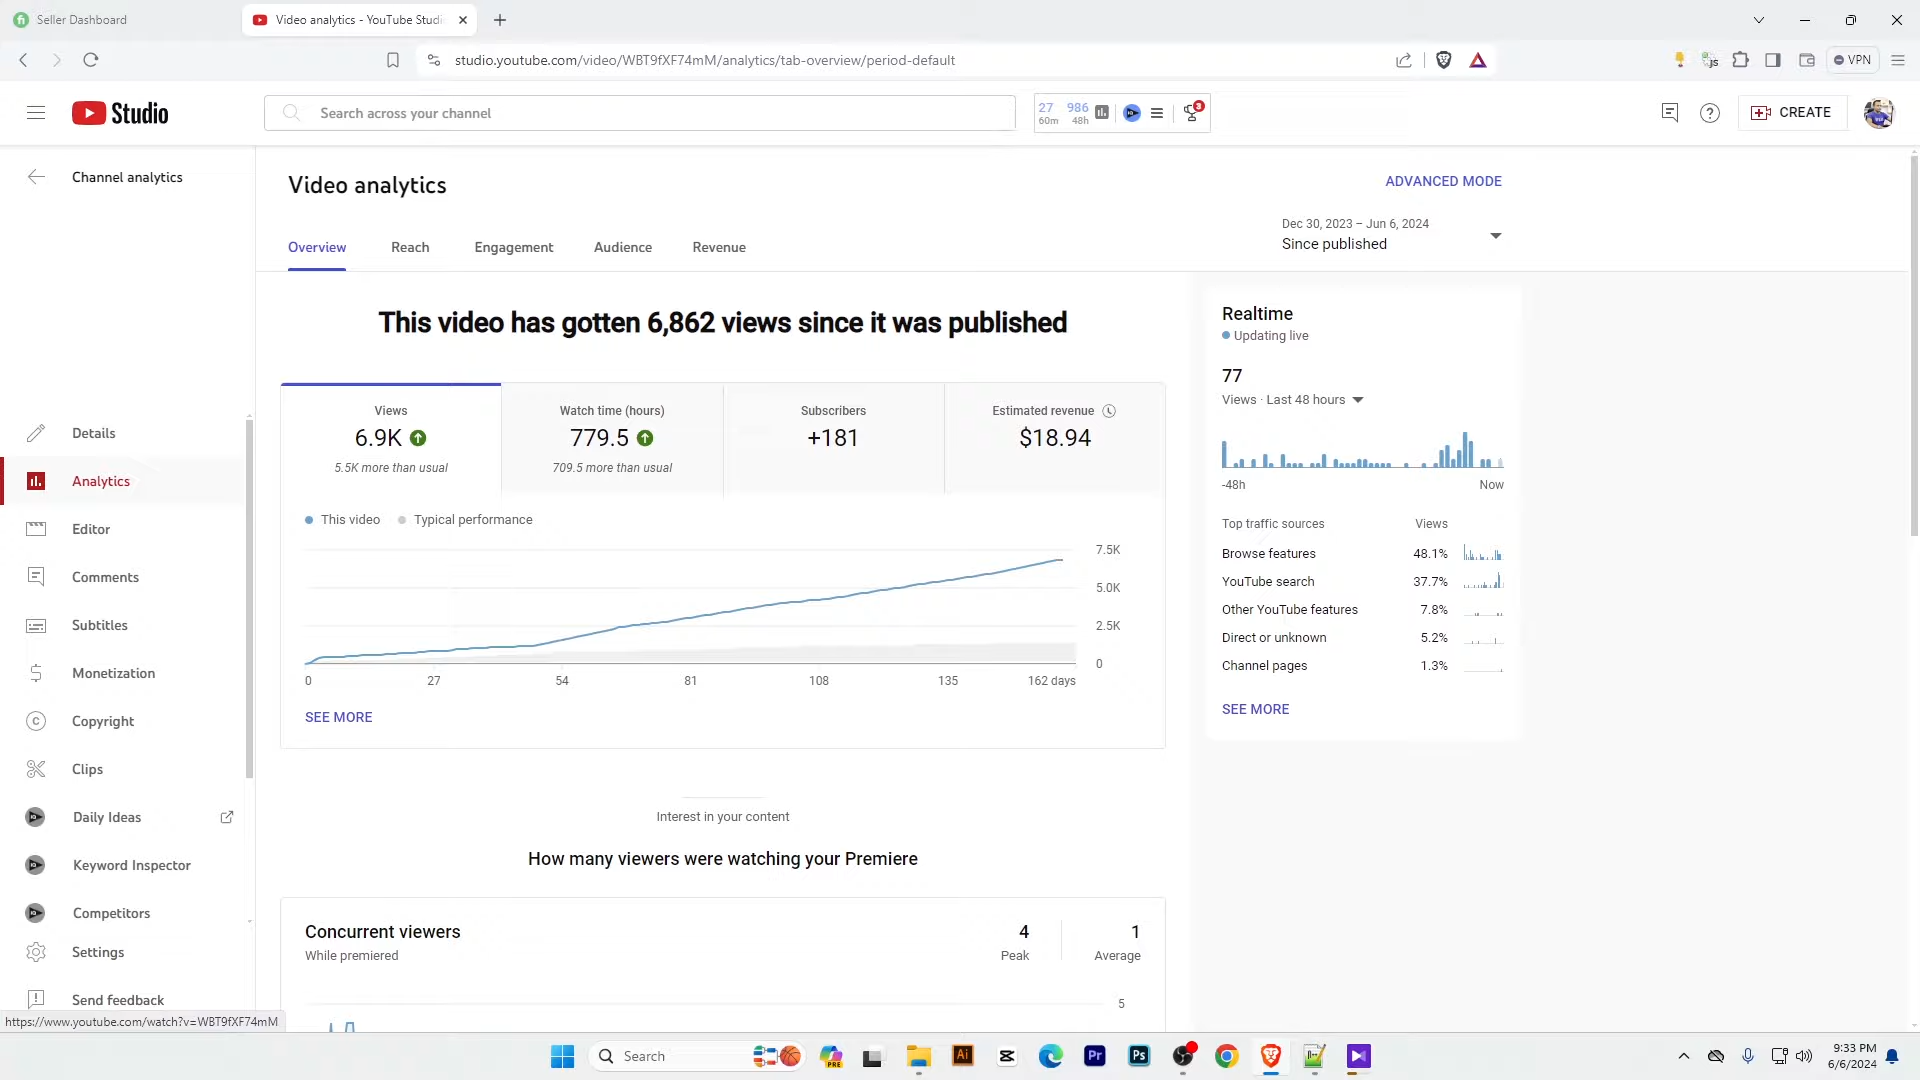 Seller Dashboard
Video analytics - YouTube Studi
studio.youtube.com/video/WBT9fXF74mM/analytics/tab-overview/period-default
VPN
Studio
Search across your channel
27 986
60m 48h
3
CREATE
Channel analytics
Video analytics
ADVANCED MODE
Overview Reach Engagement Audience Revenue
Dec 30, 2023 – Jun 6, 2024
Since published
This video has gotten 6,862 views since it was published
Views
6.9K
5.5K more than usual
Watch time (hours)
779.5
709.5 more than usual
Subscribers
+181
Estimated revenue
$18.94
This video Typical performance
7.5K
5.0K
2.5K
0
0 27 54 81 108 135 162 days
SEE MORE
Realtime
Updating live
77
Views · Last 48 hours
-48h Now
Top traffic sources Views
Browse features 48.1%
YouTube search 37.7%
Other YouTube features 7.8%
Direct or unknown 5.2%
Channel pages 1.3%
SEE MORE
Details
Analytics
Editor
Comments
Subtitles
Monetization
Copyright
Clips
Daily Ideas
Keyword Inspector
Competitors
Settings
Send feedback
Interest in your content
How many viewers were watching your Premiere
Concurrent viewers
While premiered
4
Peak
1
Average
5
https://www.youtube.com/watch?v=WBT9fXF74mM
Search
PRE
Ai
Pr
Ps
9:33 PM
6/6/2024